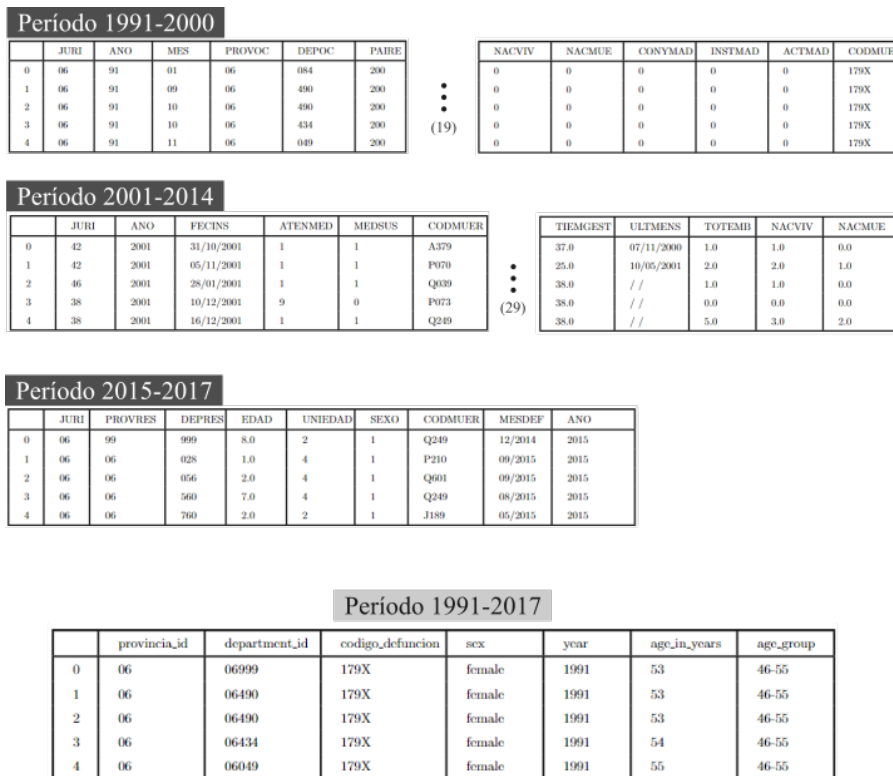 Período 1991-2000
JURI ANO MES PROVOC DEPOC PAIRE
0 06 91 01 06 084 200
1 06 91 09 06 490 200
2 06 91 10 06 490 200
3 06 91 10 06 434 200
4 06 91 11 06 049 200
(19)
NACVIV NACMUE CONYMAD INSTMAD ACTMAD CODMUE
0 0 0 0 0 179X
0 0 0 0 0 179X
0 0 0 0 0 179X
0 0 0 0 0 179X
0 0 0 0 0 179X
Período 2001-2014
JURI ANO FECINS ATENMED MEDSUS CODMUER
0 42 2001 31/10/2001 1 1 A379
1 42 2001 05/11/2001 1 1 P070
2 46 2001 28/01/2001 1 1 Q039
3 38 2001 10/12/2001 9 0 P073
4 38 2001 16/12/2001 1 1 Q249
(29)
TIEMGEST ULTMENS TOTEMB NACVIV NACMUE
37.0 07/11/2000 1.0 1.0 0.0
25.0 10/05/2001 2.0 2.0 1.0
38.0 / / 1.0 1.0 0.0
38.0 / / 0.0 0.0 0.0
38.0 / / 5.0 3.0 2.0
Período 2015-2017
JURI PROVRES DEPRES EDAD UNIEDAD SEXO CODMUER MESDEF ANO
0 06 99 999 8.0 2 1 Q249 12/2014 2015
1 06 06 028 1.0 4 1 P210 09/2015 2015
2 06 06 056 2.0 4 1 Q601 09/2015 2015
3 06 06 560 7.0 4 1 Q249 08/2015 2015
4 06 06 760 2.0 2 1 J189 05/2015 2015
Período 1991-2017
provincia_id department_id codigo_defuncion sex year age_in_years age_group
0 06 06999 179X female 1991 53 46-55
1 06 06490 179X female 1991 53 46-55
2 06 06490 179X female 1991 53 46-55
3 06 06434 179X female 1991 54 46-55
4 06 06049 179X female 1991 55 46-55